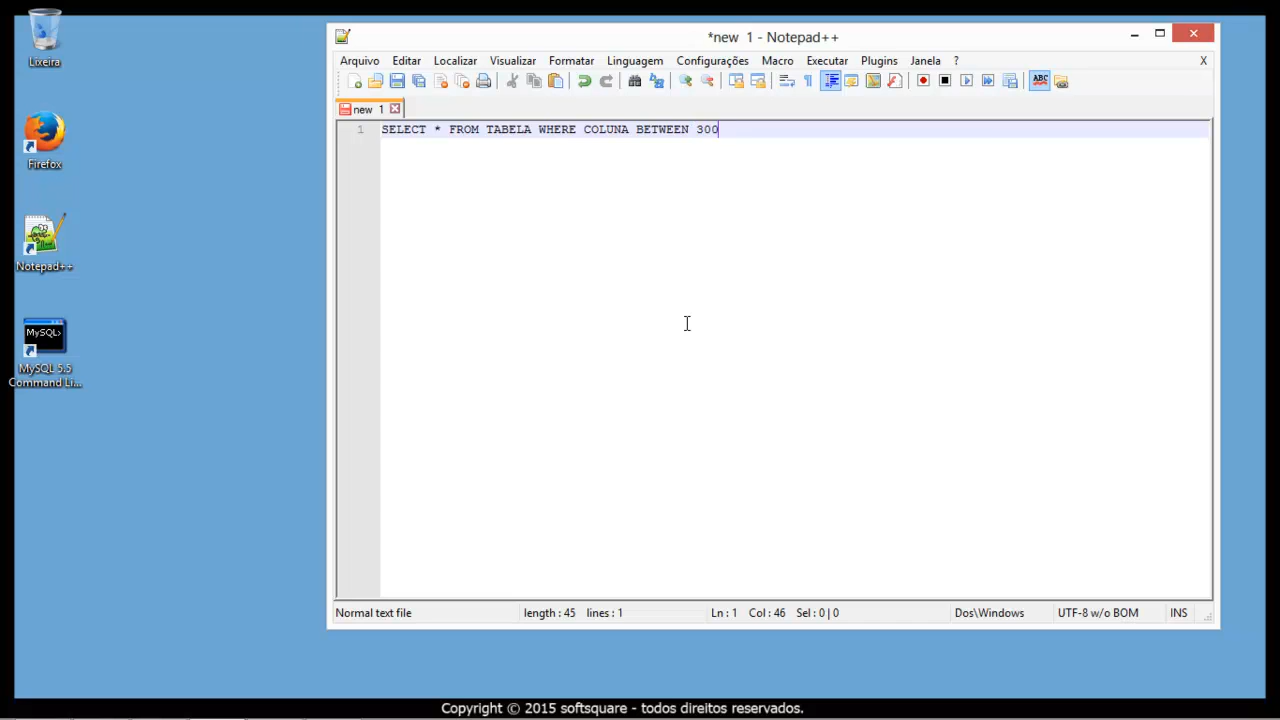 Lixeira
Firefox
Notepad++
MySQL>
MySQL 5.5
Command Li...
*new 1 - Notepad++
Arquivo Editar Localizar Visualizar Formatar Linguagem Configurações Macro Executar Plugins Janela ? X
ABC
new 1
1 SELECT * FROM TABELA WHERE COLUNA BETWEEN 300
Normal text file length : 45 lines : 1 Ln : 1 Col : 46 Sel : 0 | 0 Dos\Windows UTF-8 w/o BOM INS
Copyright © 2015 softsquare - todos direitos reservados.